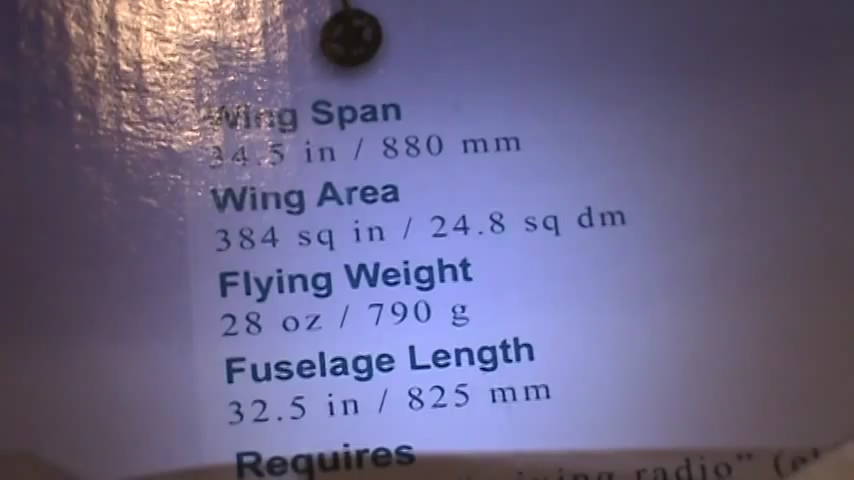 Wing Span
34.5 in / 880 mm
Wing Area
384 sq in / 24.8 sq dm
Flying Weight
28 oz / 790 g
Fuselage Length
32.5 in / 825 mm
Requires
radio"